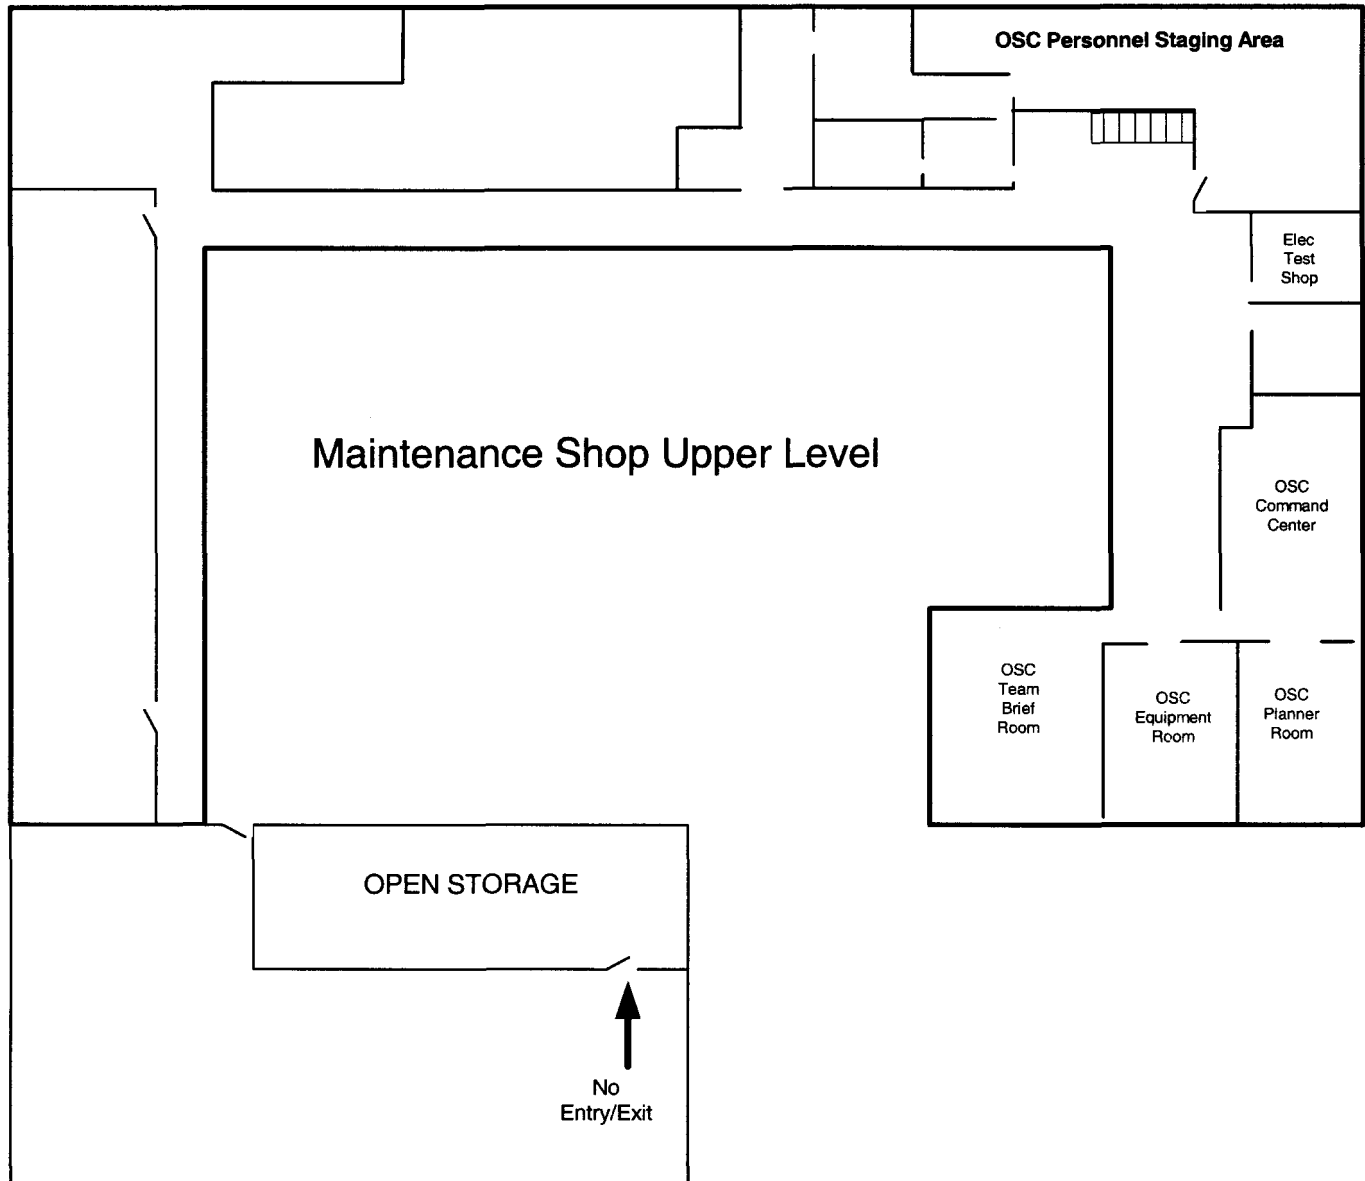 OSC Personnel Staging Area
Elec
Test
Shop
Maintenance Shop Upper Level
OSC
Command
Center
OSC
Team
Brief
Room
OSC
Equipment
Room
OSC
Planner
Room
OPEN STORAGE
No
Entry/Exit